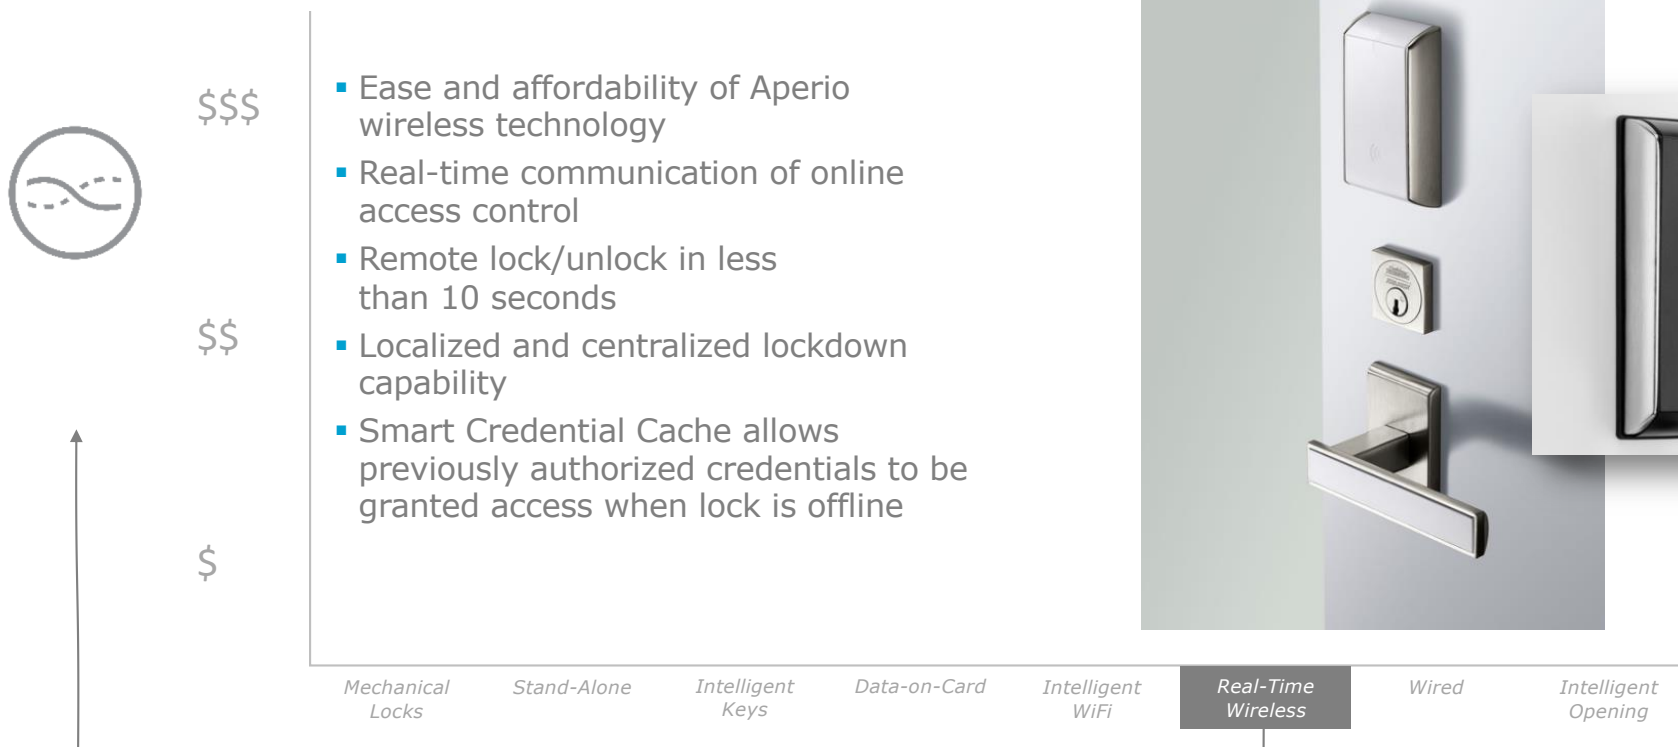 $$$
$$
$
Ease and affordability of Aperio
wireless technology
Real-time communication of online
access control
Remote lock/unlock in less
than 10 seconds
Localized and centralized lockdown
capability
Smart Credential Cache allows
previously authorized credentials to be
granted access when lock is offline
Mechanical
Locks
Stand-Alone
Intelligent
Keys
Data-on-Card
Intelligent
WiFi
Real-Time
Wireless
Wired
Intelligent
Opening